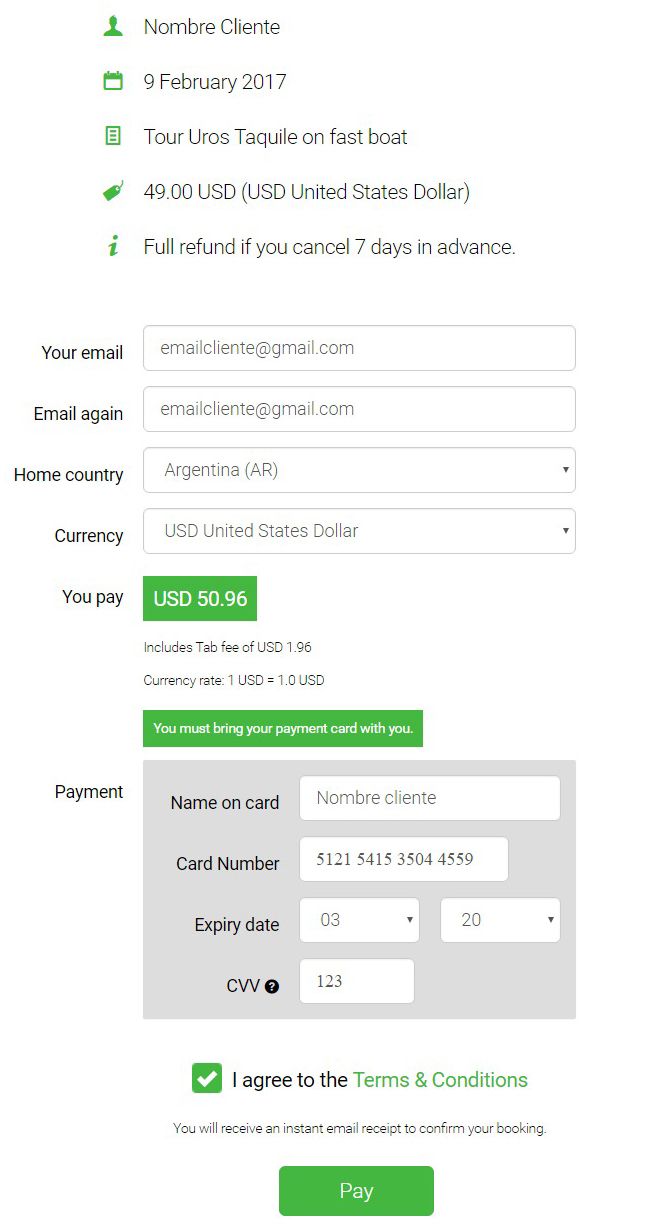 Nombre Cliente
9 February 2017
Tour Uros Taquile on fast boat
49.00 USD (USD United States Dollar)
Full refund if you cancel 7 days in advance.
Your email emailcliente@gmail.com
Email again emailcliente@gmail.com
Home country Argentina (AR)
Currency USD United States Dollar
You pay USD 50.96
Includes Tab fee of USD 1.96
Currency rate: 1 USD = 1.0 USD
You must bring your payment card with you.
Payment
Name on card Nombre cliente
Card Number 5121 5415 3504 4559
Expiry date 03 20
CVV ? 123
I agree to the Terms & Conditions
You will receive an instant email receipt to confirm your booking.
Pay